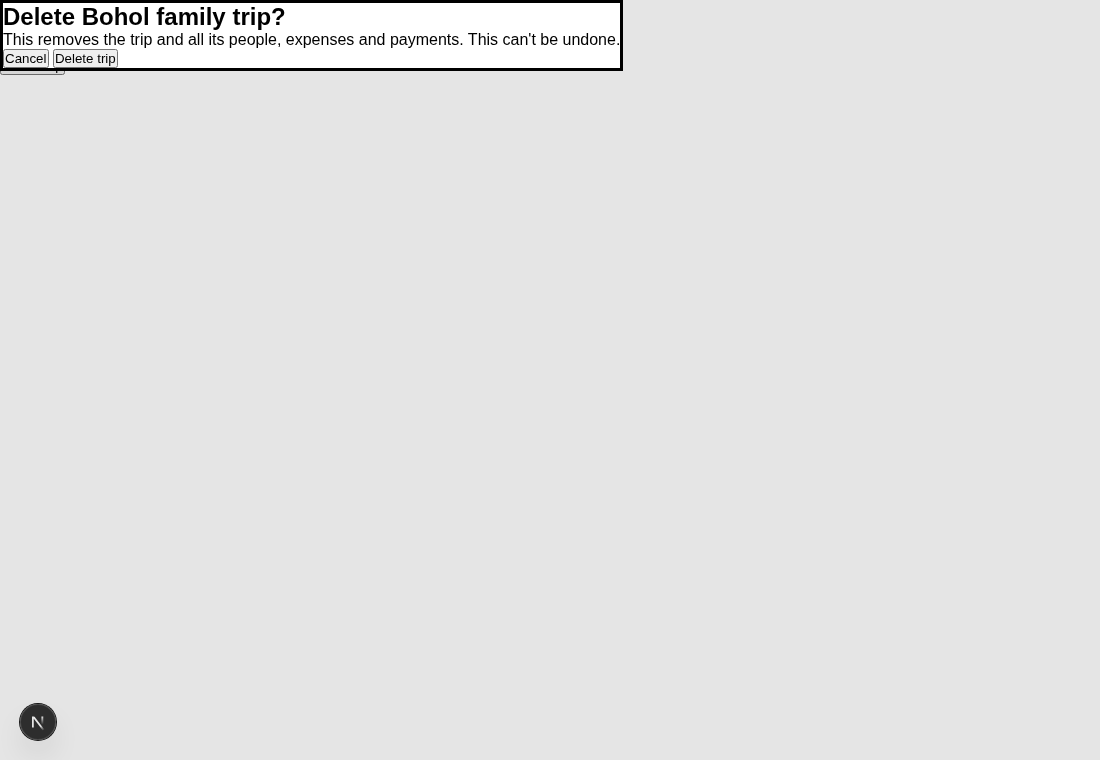 Delete Bohol family trip?
This removes the trip and all its people, expenses and payments. This can't be undone.
Cancel Delete trip
N